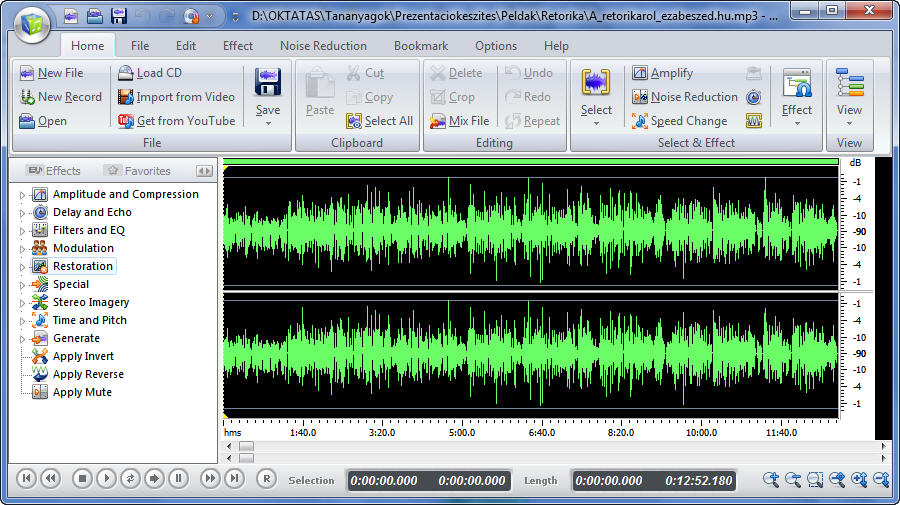 D:\OKTATAS\Tananyagok\Prezentaciokeszites\Peldak\Retorika\A_retorikarol_ezabeszed.hu.mp3 - ...
Home File Edit Effect Noise Reduction Bookmark Options Help
New File Load CD Cut Delete Undo Amplify
New Record Import from Video Copy Crop Redo Noise Reduction
Open Get from YouTube Save Paste Select All Mix File Repeat Select Speed Change Effect View
File Clipboard Editing Select & Effect View
Effects Favorites dB
Amplitude and Compression
Delay and Echo
Filters and EQ
Modulation
Restoration
Special
Stereo Imagery
Time and Pitch
Generate
Apply Invert
Apply Reverse
Apply Mute
-1
-4
-10
-90
-10
-4
-1
-1
-4
-10
-90
-10
-4
-1
hms 1:40.0 3:20.0 5:00.0 6:40.0 8:20.0 10:00.0 11:40.0
R Selection 0:00:00.000 0:00:00.000 Length 0:00:00.000 0:12:52.180